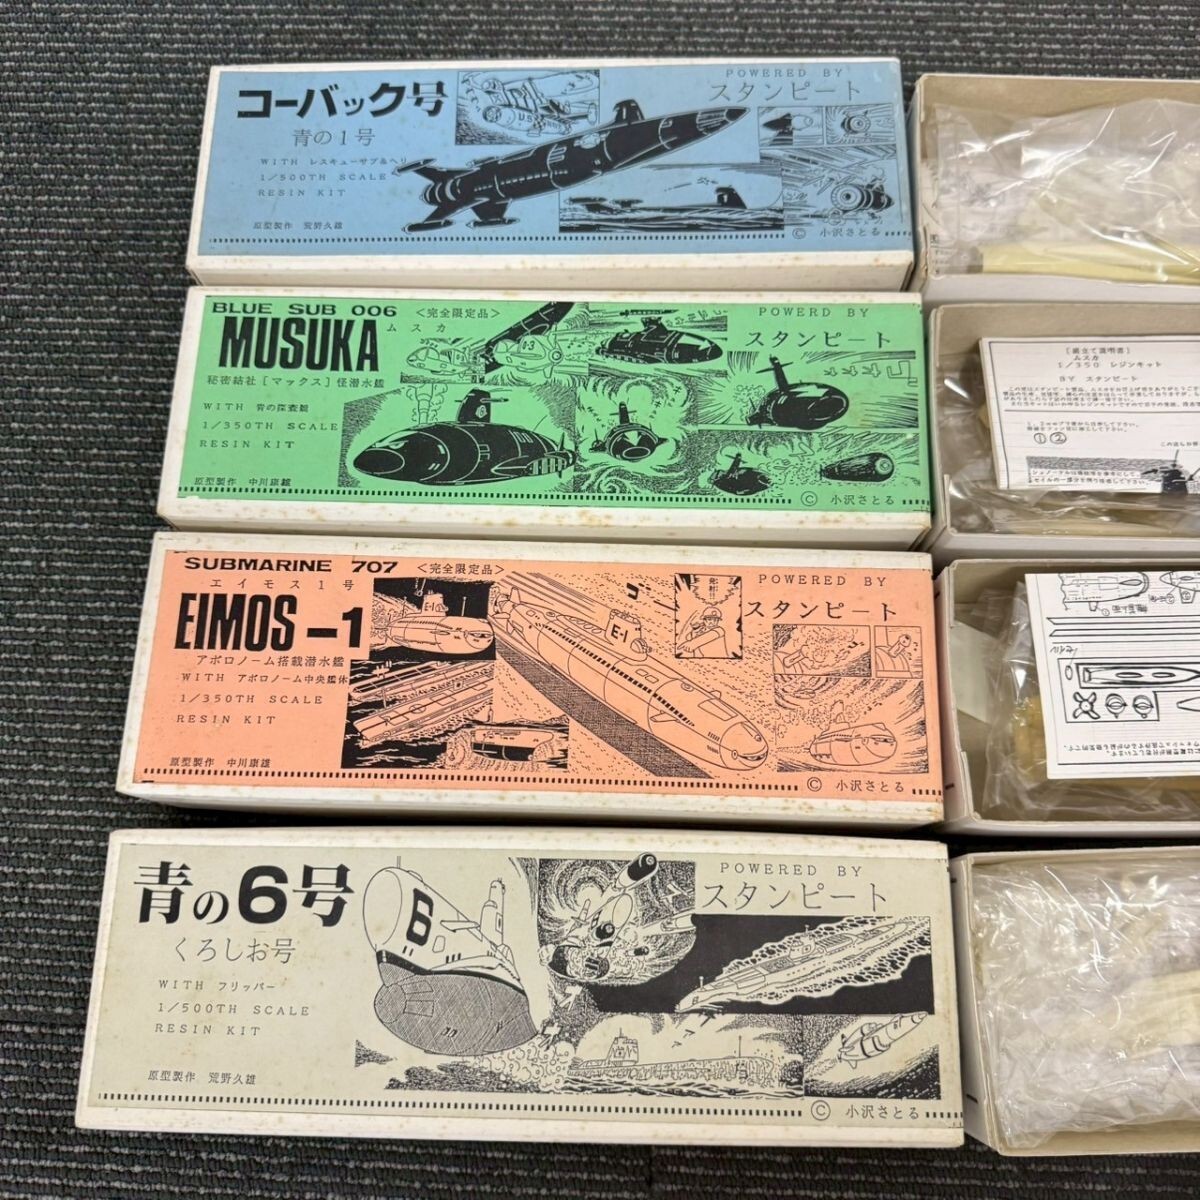 コーバック号
青の1号
WITH レスキューサブ&ヘリ
1/500TH SCALE
RESIN KIT
原型製作 荒野久雄
POWERED BY
スタンピート
© 小沢さとる
BLUE SUB 006
<完全限定品>
ムスカ
MUSUKA
秘密結社[マックス]怪潜水艦
WITH 青の探査艇
1/350TH SCALE
RESIN KIT
原型製作 中川康雄
POWERD BY
スタンピート
© 小沢さとる
SUBMARINE 707
<完全限定品>
エイモス1号
EIMOS-1
アポロノーム搭載潜水艦
WITH アポロノーム中央艦体
1/350TH SCALE
RESIN KIT
原型製作 中川康雄
E-1
POWERED BY
スタンピート
© 小沢さとる
青の6号
くろしお号
WITH フリッパー
1/500TH SCALE
RESIN KIT
原型製作 荒野久雄
6
POWERED BY
スタンピート
© 小沢さとる
[組立て説明書]
ムスカ
1/350 レジンキット
BY スタンピート
① ②